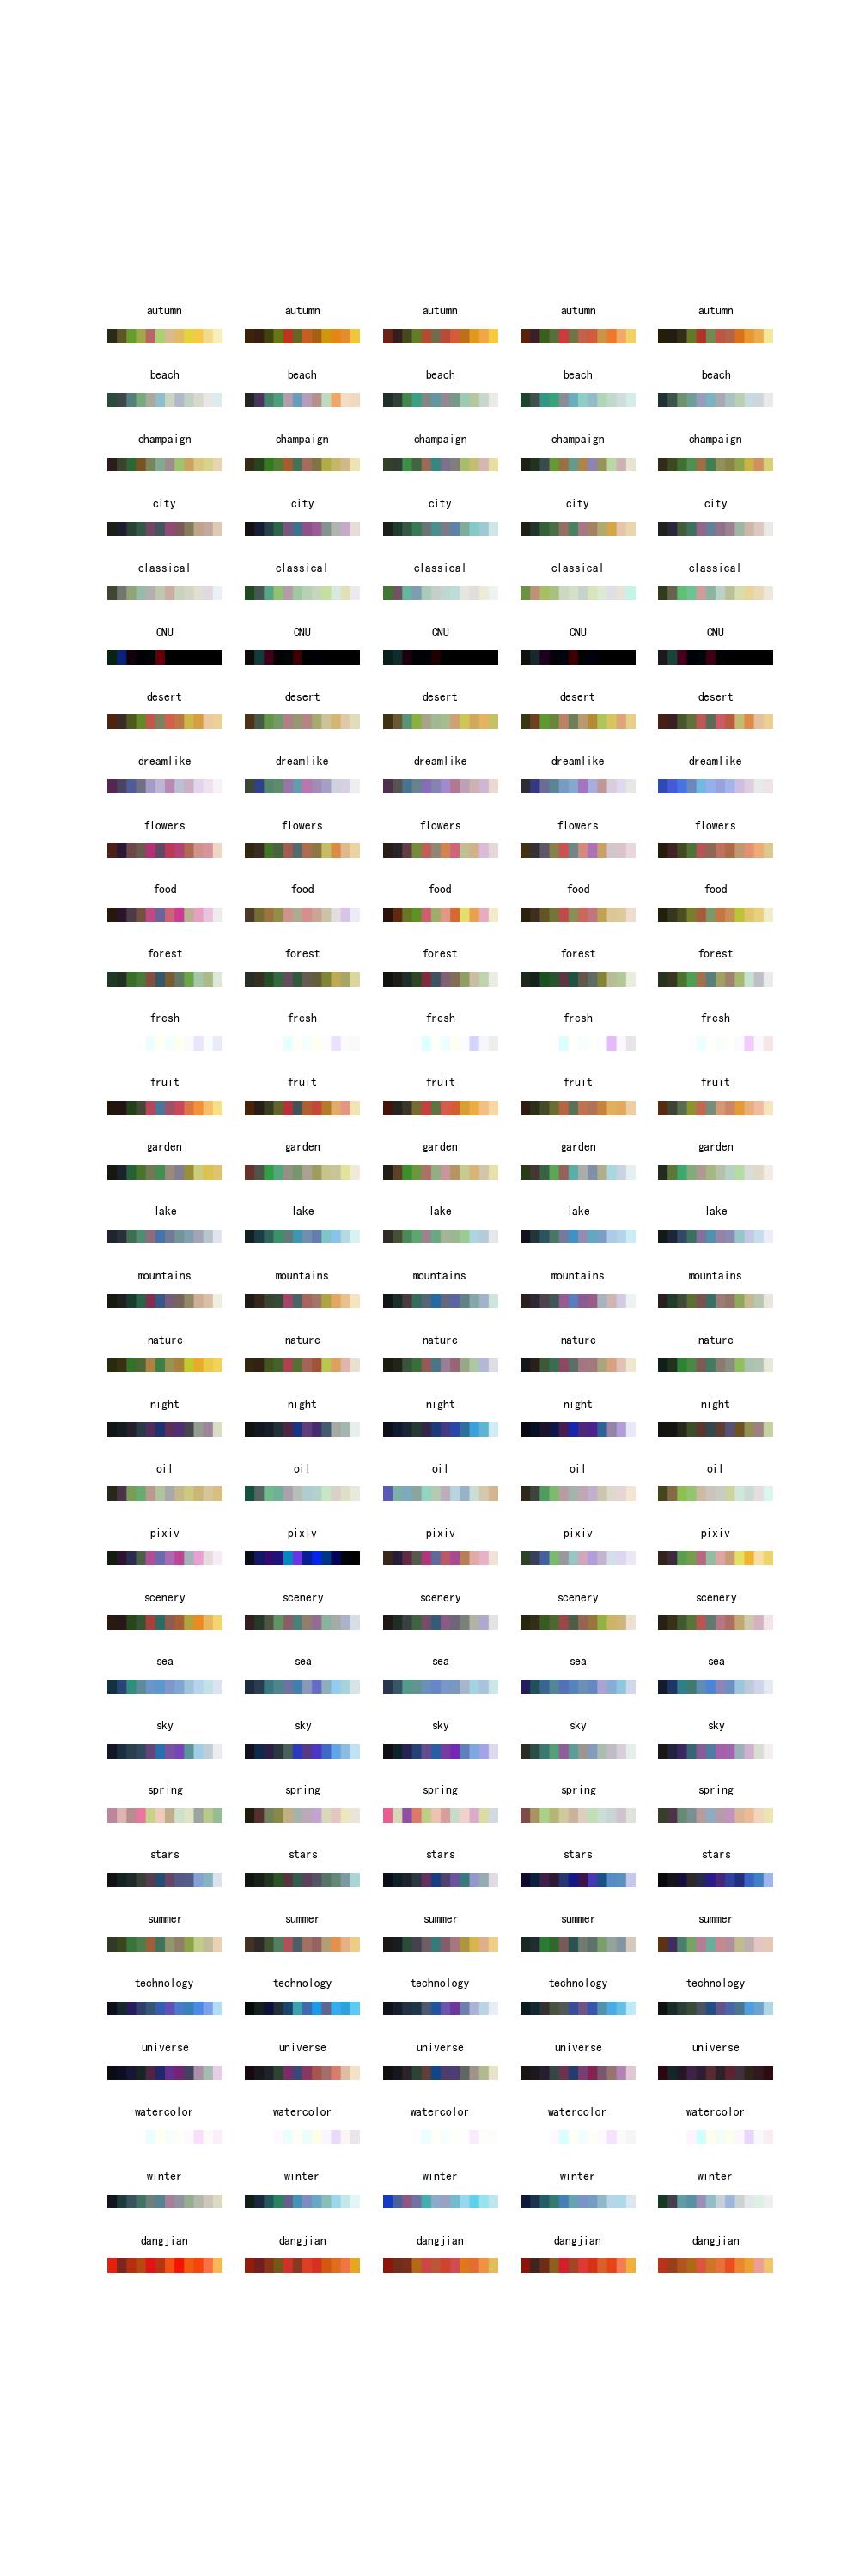 autumn autumn autumn autumn autumn
beach beach beach beach beach
champaign champaign champaign champaign champaign
city city city city city
classical classical classical classical classical
CNU CNU CNU CNU CNU
desert desert desert desert desert
dreamlike dreamlike dreamlike dreamlike dreamlike
flowers flowers flowers flowers flowers
food food food food food
forest forest forest forest forest
fresh fresh fresh fresh fresh
fruit fruit fruit fruit fruit
garden garden garden garden garden
lake lake lake lake lake
mountains mountains mountains mountains mountains
nature nature nature nature nature
night night night night night
oil oil oil oil oil
pixiv pixiv pixiv pixiv pixiv
scenery scenery scenery scenery scenery
sea sea sea sea sea
sky sky sky sky sky
spring spring spring spring spring
stars stars stars stars stars
summer summer summer summer summer
technology technology technology technology technology
universe universe universe universe universe
watercolor watercolor watercolor watercolor watercolor
winter winter winter winter winter
dangjian dangjian dangjian dangjian dangjian